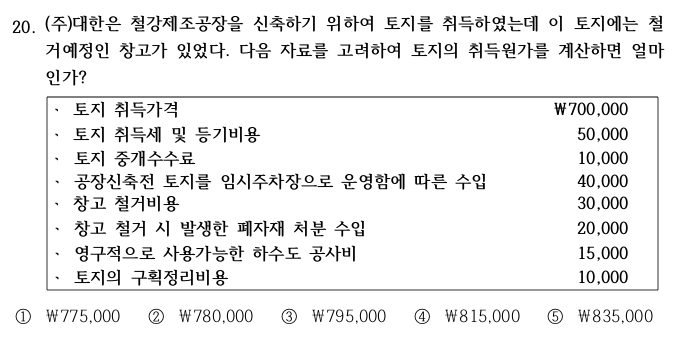 20. (주)대한은 철강제조공장을 신축하기 위하여 토지를 취득하였는데 이 토지에는 철
거예정인 창고가 있었다. 다음 자료를 고려하여 토지의 취득원가를 계산하면 얼마
인가?
· 토지 취득가격 ₩700,000
· 토지 취득세 및 등기비용 50,000
· 토지 중개수수료 10,000
· 공장신축전 토지를 임시주차장으로 운영함에 따른 수입 40,000
· 창고 철거비용 30,000
· 창고 철거 시 발생한 폐자재 처분 수입 20,000
· 영구적으로 사용가능한 하수도 공사비 15,000
· 토지의 구획정리비용 10,000
① ₩775,000 ② ₩780,000 ③ ₩795,000 ④ ₩815,000 ⑤ ₩835,000